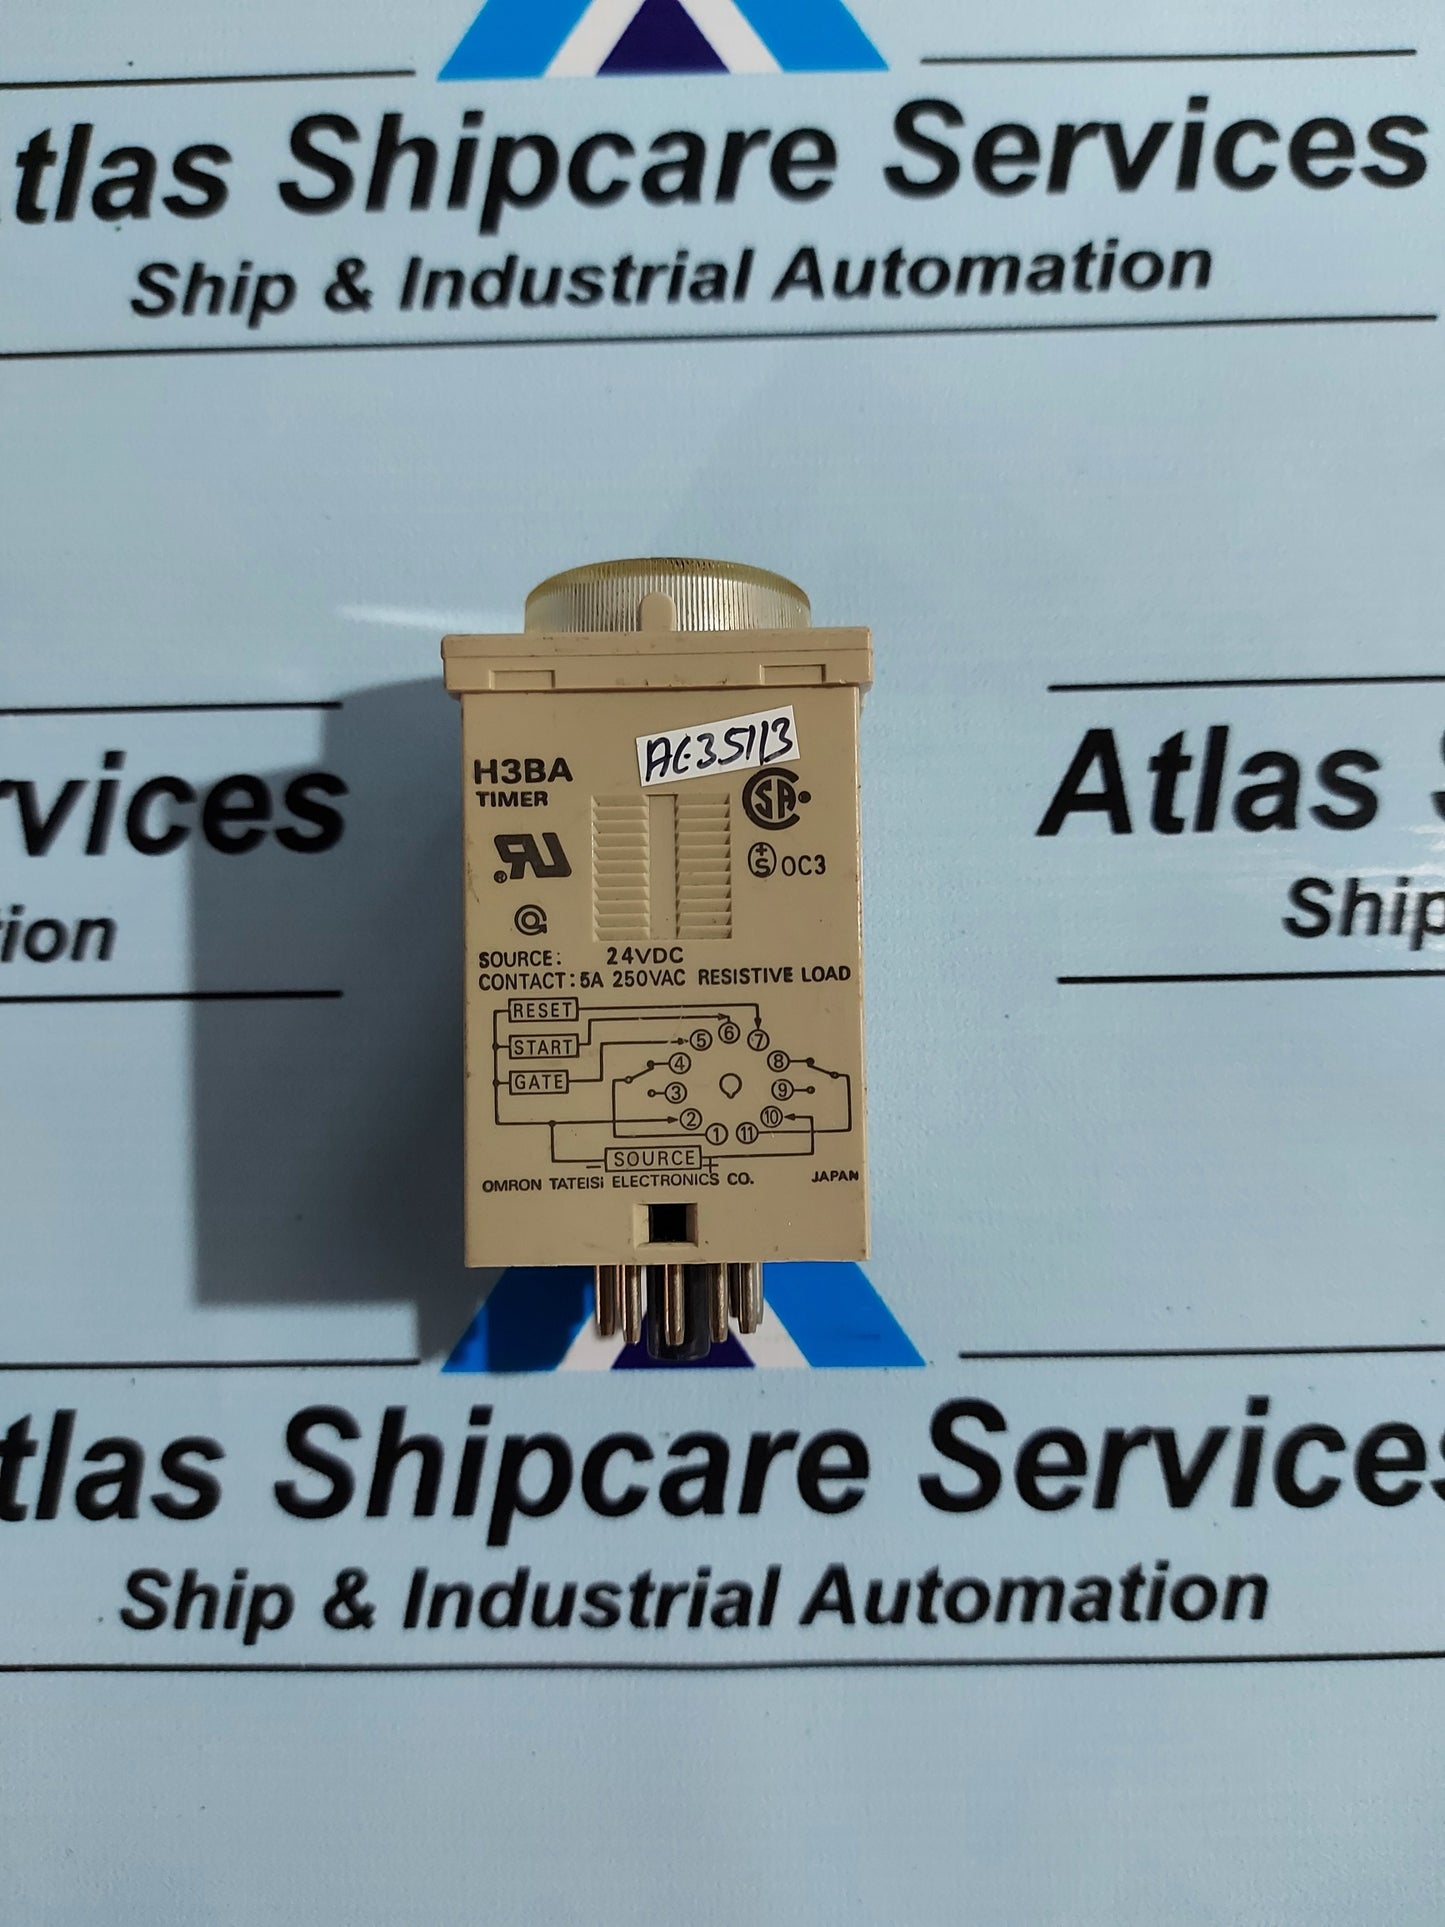 tlas Shipcare Services
Ship & Industrial Automation
AE35113
H3BA
TIMER
SA
S OC3
SOURCE: 24VDC
CONTACT: 5A 250VAC RESISTIVE LOAD
RESET
START
GATE
5 6 7
4 8
3 9
2 10
1 11
- SOURCE +
OMRON TATEISI ELECTRONICS CO. JAPAN
rvices
ion
Atlas S
Ship
tlas Shipcare Services
Ship & Industrial Automation